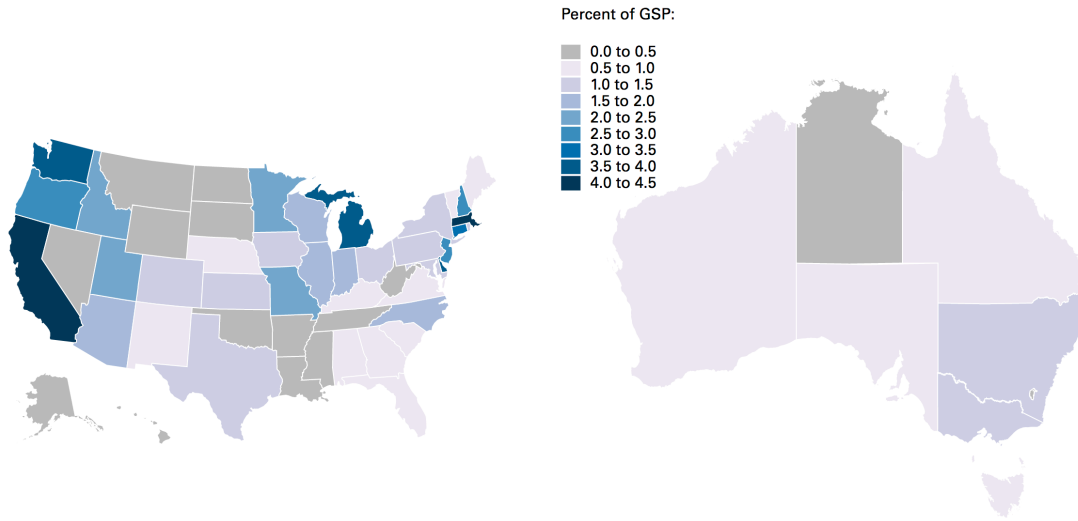 Percent of GSP:
0.0 to 0.5
0.5 to 1.0
1.0 to 1.5
1.5 to 2.0
2.0 to 2.5
2.5 to 3.0
3.0 to 3.5
3.5 to 4.0
4.0 to 4.5